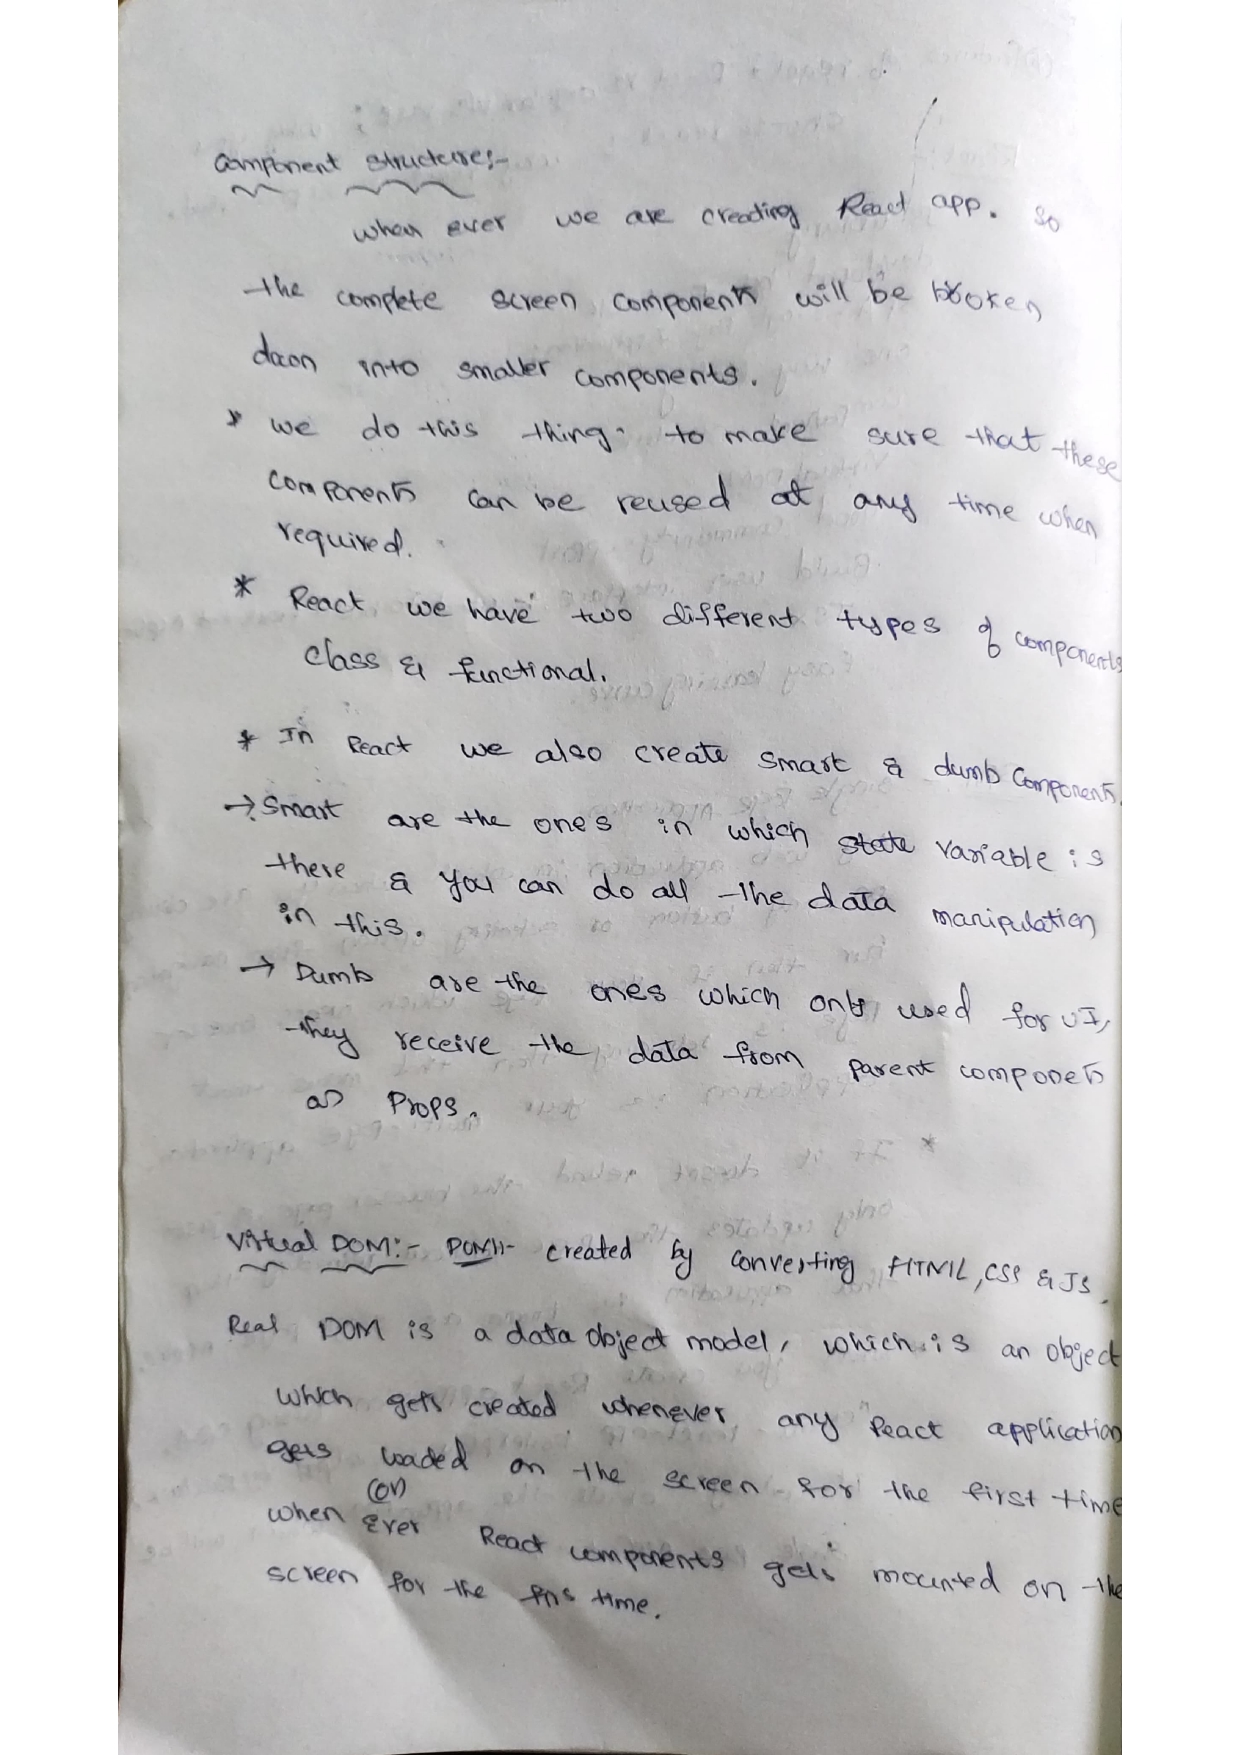 Component structure:-
when ever we are creating React app. so
the complete screen components will be broken
down into smaller components.
* we do this thing. to make sure that these
components can be reused at any time when
required.
* React we have two different types of components
class & functional.
* In React we also create smart & dumb components.
→ Smart are the ones in which state variable is
there & you can do all the data manipulation
in this.
→ Dumb are the ones which only used for UI,
they receive the data from parent componets
as Props.
Virtual DOM:- DOM:- created by converting HTML, CSS & JS.
Real DOM is a data object model, which is an object
which gets created whenever any React application
gets loaded on the screen for the first time
(or)
when ever React components gets mounted on the
screen for the time.